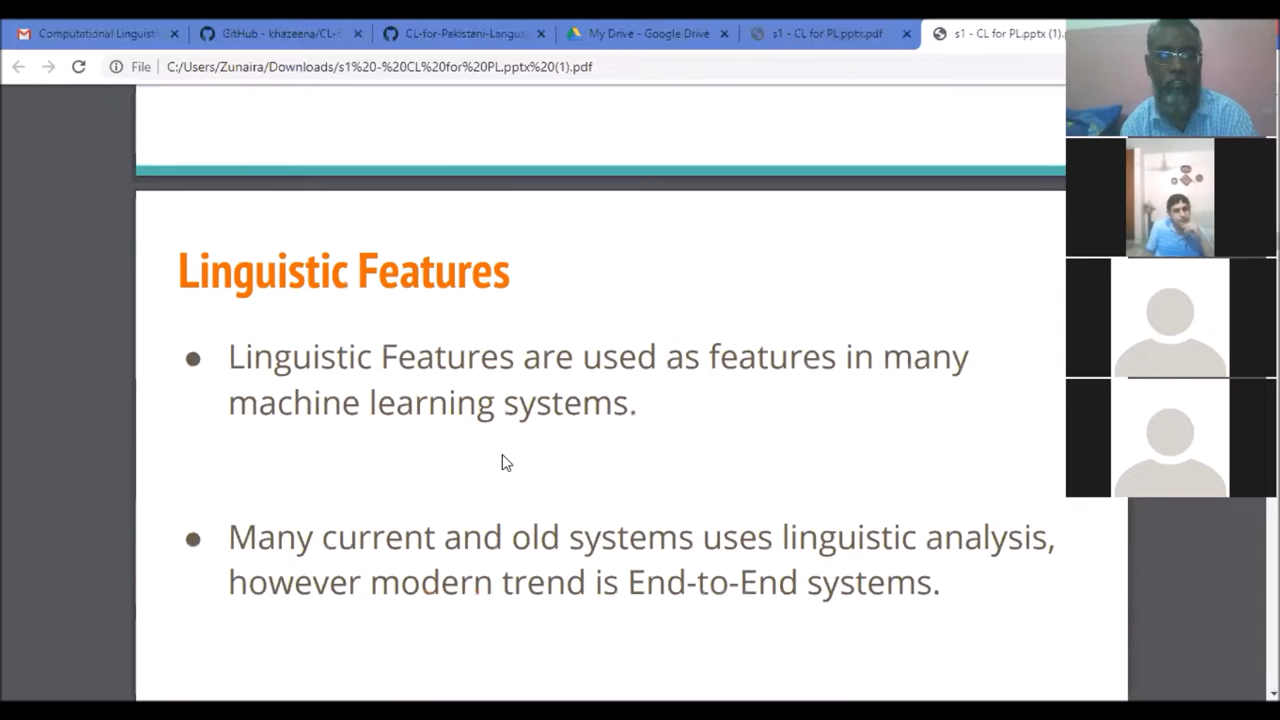 Computational Linguist
GitHub - khazeena/CL-
CL-for-Pakistani-Langua
My Drive - Google Drive
s1 - CL for PL.pptx.pdf
s1 - CL for PL.pptx (1).
File
C:/Users/Zunaira/Downloads/s1%20-%20CL%20for%20PL.pptx%20(1).pdf
Linguistic Features
● Linguistic Features are used as features in many
machine learning systems.
● Many current and old systems uses linguistic analysis,
however modern trend is End-to-End systems.